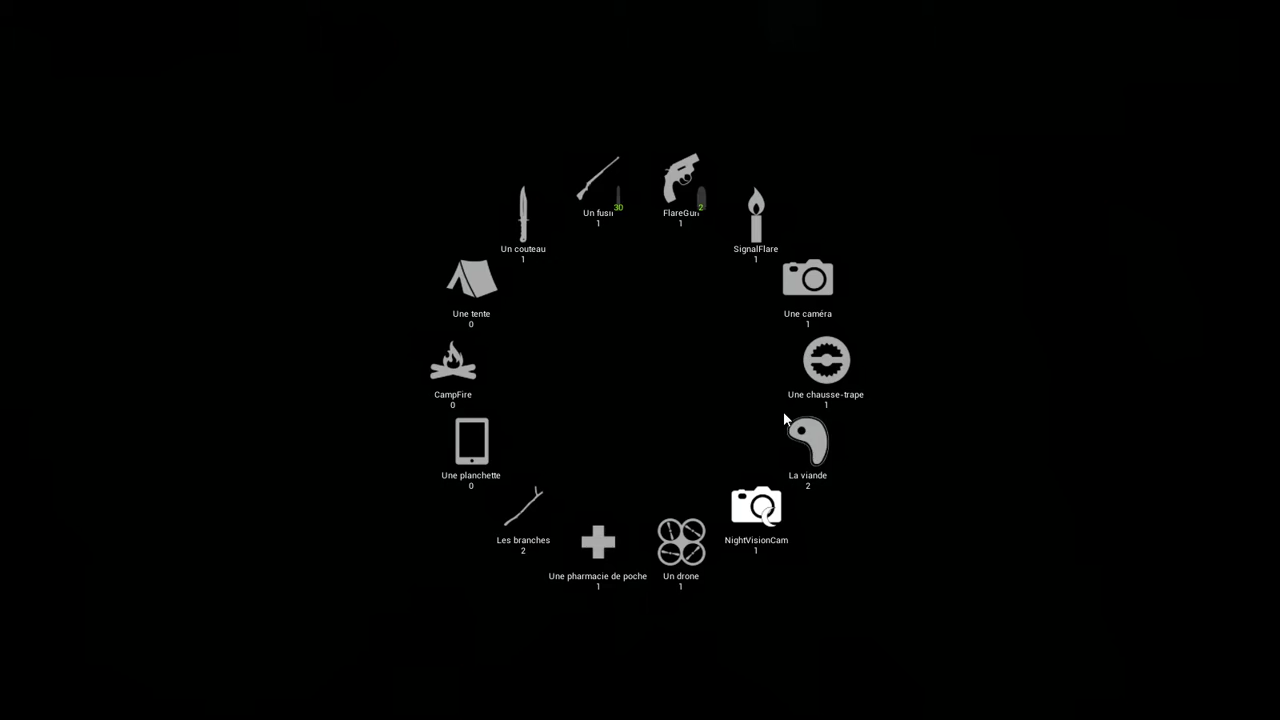 Un fusil
30
1
FlareGun
2
1
Un couteau
1
SignalFlare
1
Une tente
0
Une caméra
1
CampFire
0
Une chausse-trape
1
Une planchette
0
La viande
2
Les branches
2
NightVisionCam
1
Une pharmacie de poche
1
Un drone
1